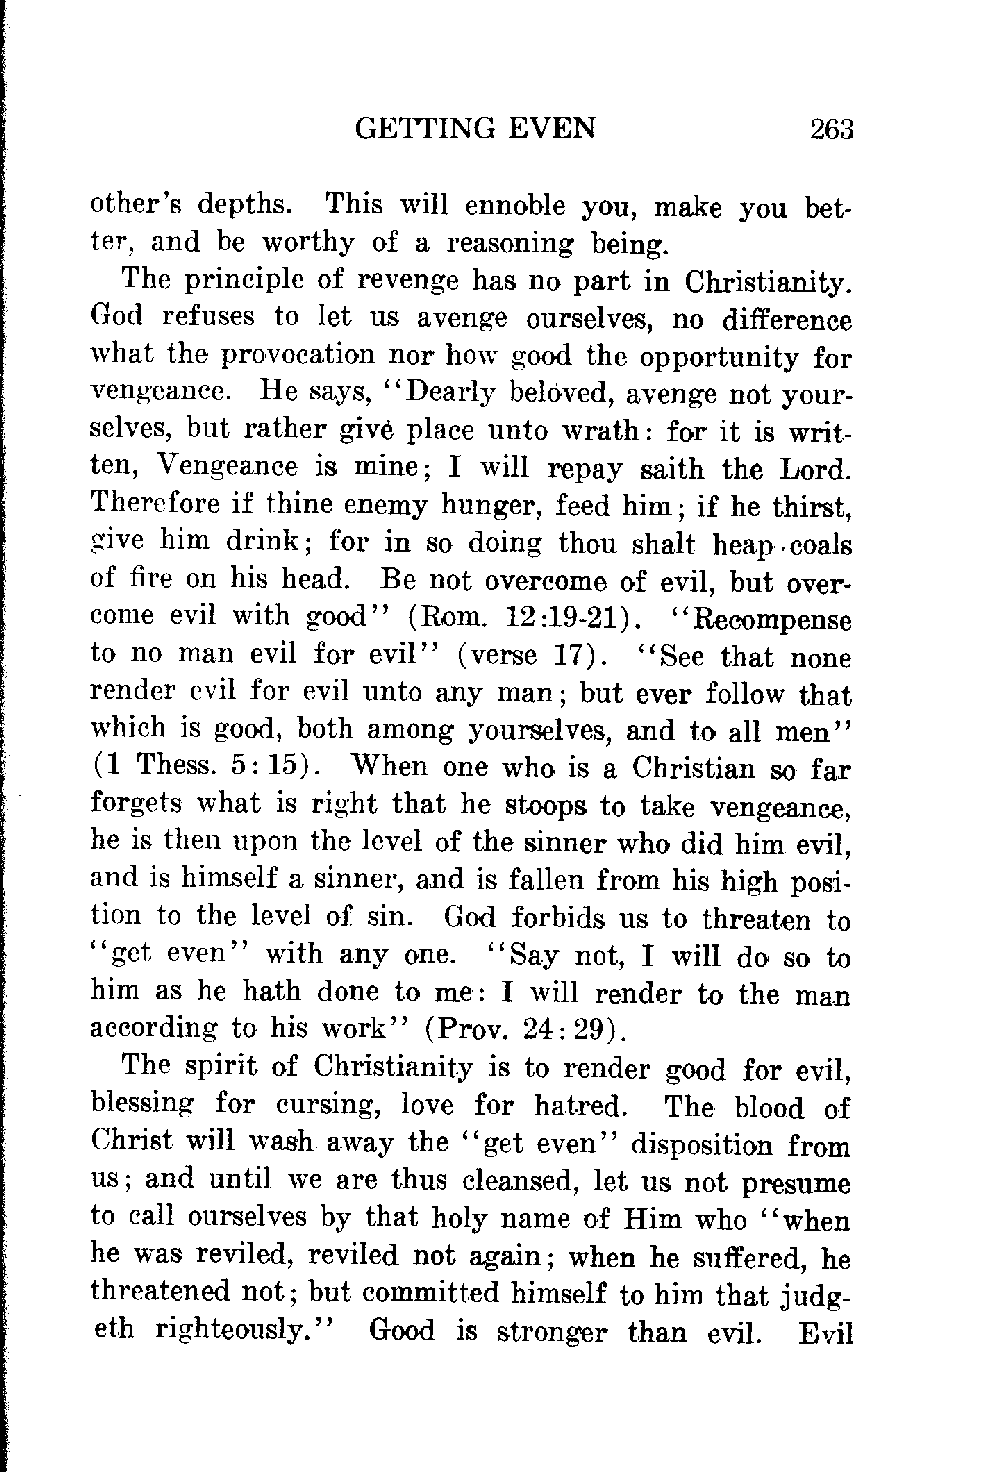 GETTING EVEN 263
other's depths. This will ennoble you, make you bet-
ter, and be worthy of a reasoning being.
The principle of revenge has no part in Christianity.
God refuses to let us avenge ourselves, no difference
what the provocation nor how good the opportunity for
vengeance. He says, "Dearly beloved, avenge not your-
selves, but rather give place unto wrath: for it is writ-
ten, Vengeance is mine; I will repay saith the Lord.
Therefore if thine enemy hunger, feed him; if he thirst,
give him drink; for in so doing thou shalt heap coals
of fire on his head. Be not overcome of evil, but over-
come evil with good" (Rom. 12:19-21). "Recompense
to no man evil for evil" (verse 17). "See that none
render evil for evil unto any man; but ever follow that
which is good, both among yourselves, and to all men"
(1 Thess. 5:15). When one who is a Christian so far
forgets what is right that he stoops to take vengeance,
he is then upon the level of the sinner who did him evil,
and is himself a sinner, and is fallen from his high posi-
tion to the level of sin. God forbids us to threaten to
"get even" with any one. "Say not, I will do so to
him as he hath done to me: I will render to the man
according to his work" (Prov. 24:29).
The spirit of Christianity is to render good for evil,
blessing for cursing, love for hatred. The blood of
Christ will wash away the "get even" disposition from
us; and until we are thus cleansed, let us not presume
to call ourselves by that holy name of Him who "when
he was reviled, reviled not again; when he suffered, he
threatened not; but committed himself to him that judg-
eth righteously." Good is stronger than evil. Evil